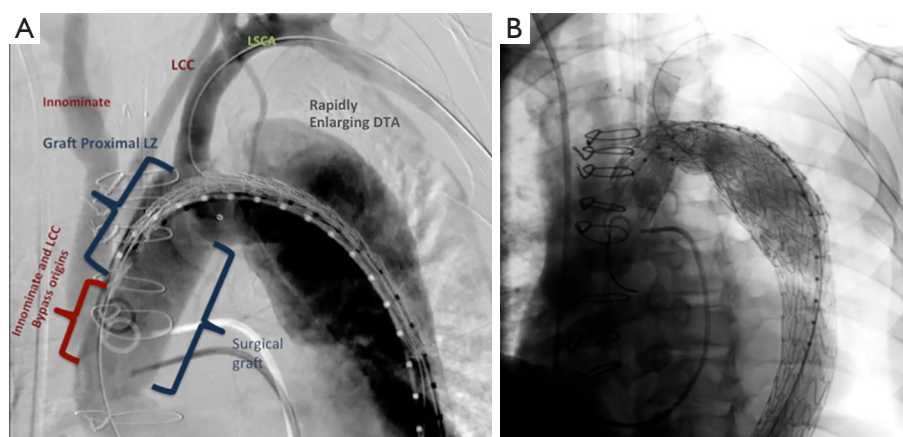 A
B
LSCA
LCC
Innominate
Rapidly
Enlarging DTA
Graft Proximal LZ
Innominate and LCC
Bypass origins
Surgical
graft